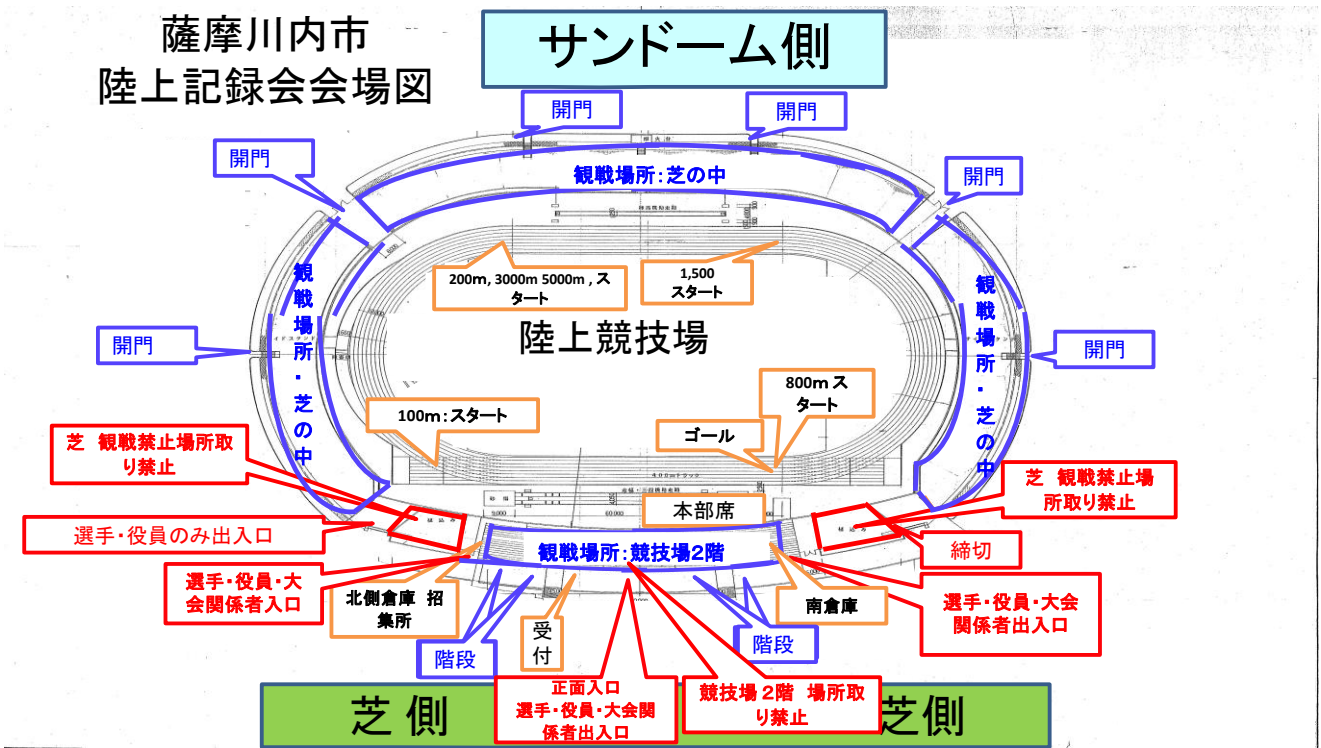 薩摩川内市
陸上記録会会場図
サンドーム側
開門
開門
開門
開門
観戦場所：芝の中
観戦場所・芝の中
観戦場所・芝の中
200m, 3000m 5000m , ス
タート
1,500
スタート
陸上競技場
開門
開門
800m ス
タート
100m：スタート
ゴール
芝 観戦禁止場所取
り禁止
芝 観戦禁止場
所取り禁止
400mトラック
本部席
60.000
選手・役員のみ出入口
締切
観戦場所：競技場2階
選手・役員・大
会関係者入口
北側倉庫 招
集所
受付
南倉庫
選手・役員・大会
関係者出入口
階段
階段
正面入口
選手・役員・大会関
係者出入口
競技場2階 場所取
り禁止
芝 側
芝側